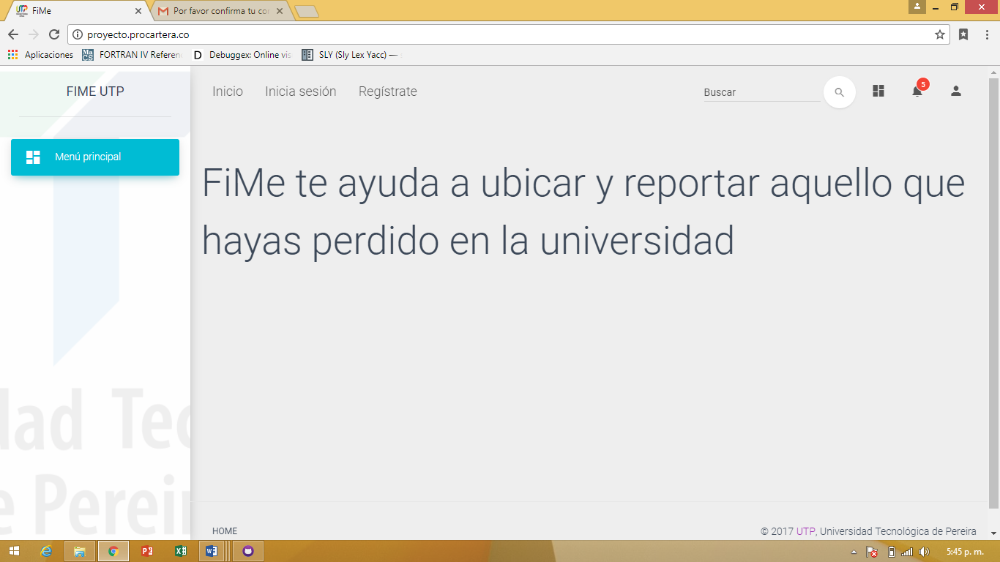 FiMe
Por favor confirma tu co
proyecto.procartera.co
Aplicaciones
FORTRAN IV Referen
Debuggex: Online vis
SLY (Sly Lex Yacc) —
FIME UTP
Inicio
Inicia sesión
Regístrate
Buscar
5
Menú principal
FiMe te ayuda a ubicar y reportar aquello que
hayas perdido en la universidad
dad Tec
e Perei
HOME
© 2017 UTP, Universidad Tecnológica de Pereira
5:45 p. m.